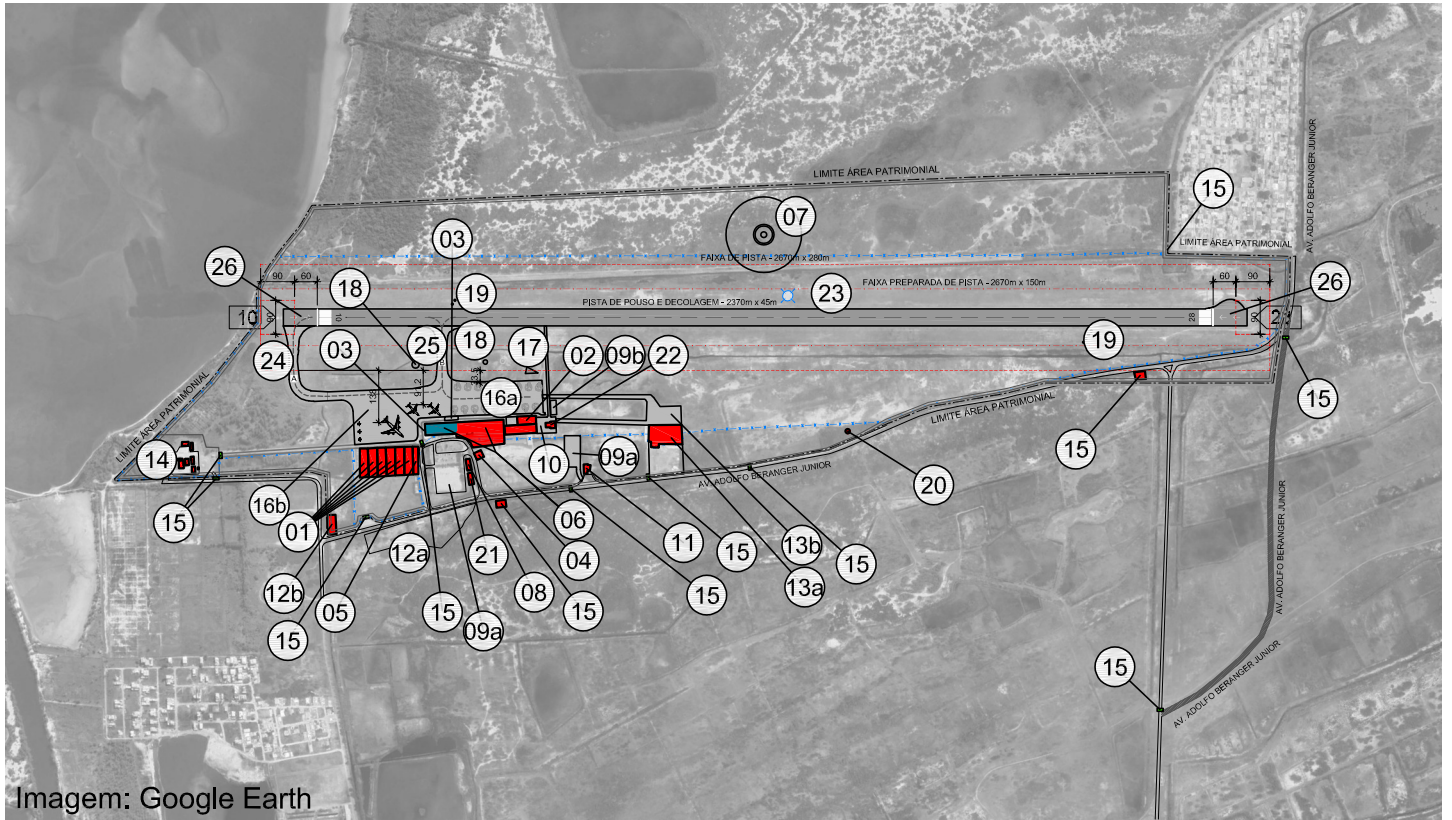 LIMITE ÁREA PATRIMONIAL
15
AV. ADOLFO BERANGER JUNIOR
07
03
LIMITE ÁREA PATRIMONIAL
FAIXA DE PISTA - 2670m x 280m
26
90
60
18
19
23
FAIXA PREPARADA DE PISTA - 2670m x 150m
60
90
26
PISTA DE POUSO E DECOLAGEM - 2370m x 45m
10
90
10
28
90
24
03
25
18
17
02
09b
22
19
16a
LIMITE ÁREA PATRIMONIAL
15
15
LIMITE ÁREA PATRIMONIAL
14
10
09a
20
AV. ADOLFO BERANGER JUNIOR
15
16b
01
12a
21
06
11
15
13b
15
12b
05
15
15
09a
08
04
15
15
13a
AV. ADOLFO BERANGER JUNIOR
15
AV. ADOLFO BERANGER JUNIOR
Imagem: Google Earth